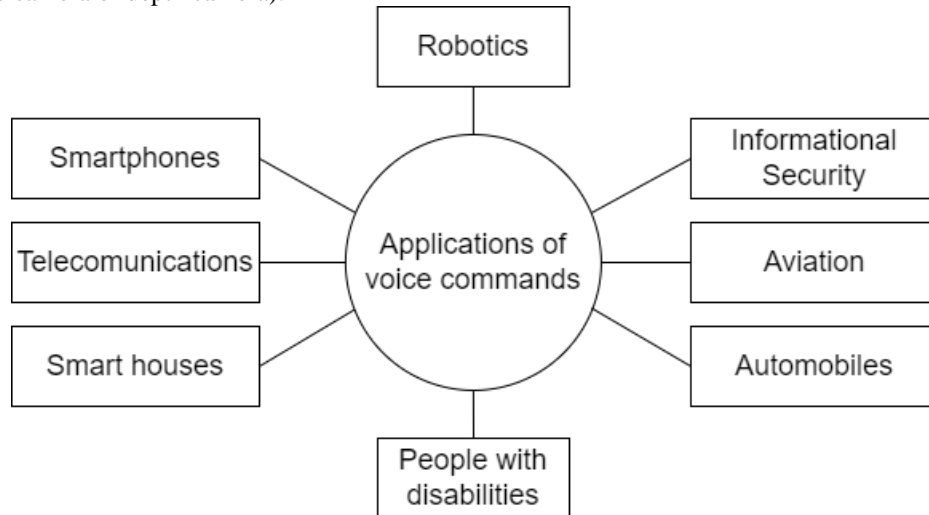 Robotics
Smartphones
Informational
Security
Applications of
voice commands
Telecomunications
Aviation
Smart houses
Automobiles
People with
disabilities